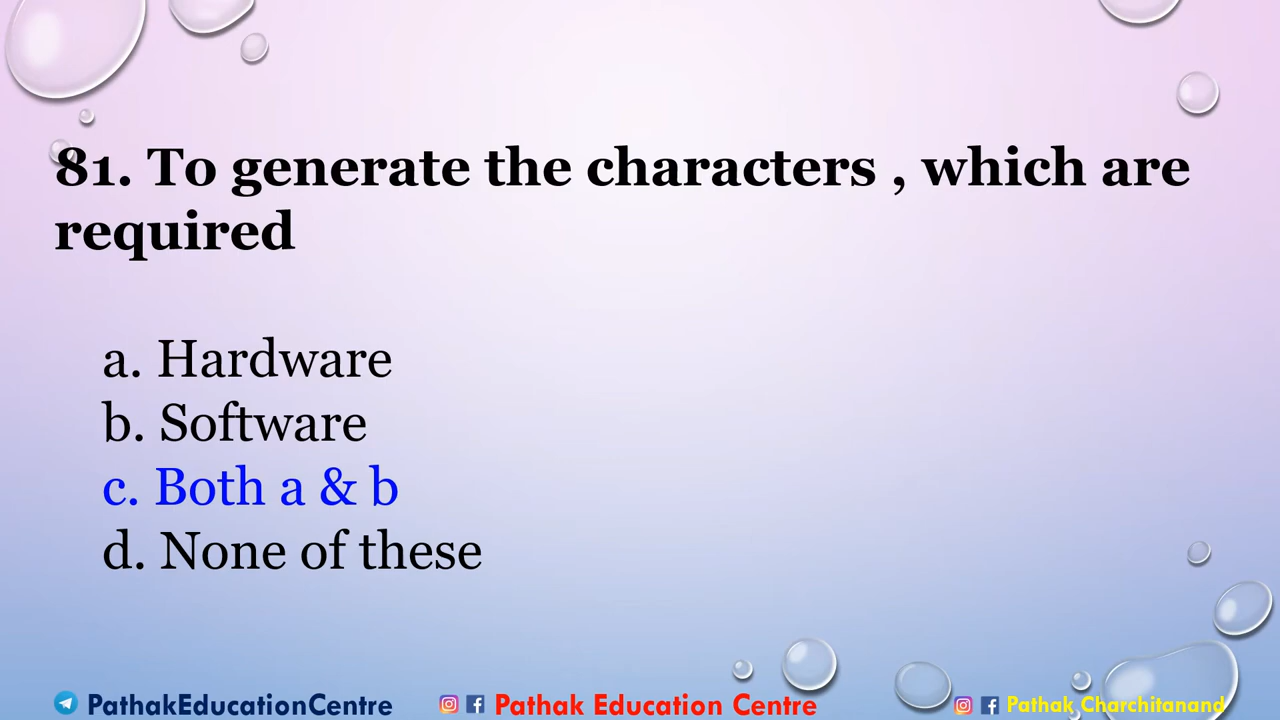 81. To generate the characters , which are
required
a. Hardware
b. Software
c. Both a & b
d. None of these
PathakEducationCentre
Pathak Education Centre
Pathak Charchitanand